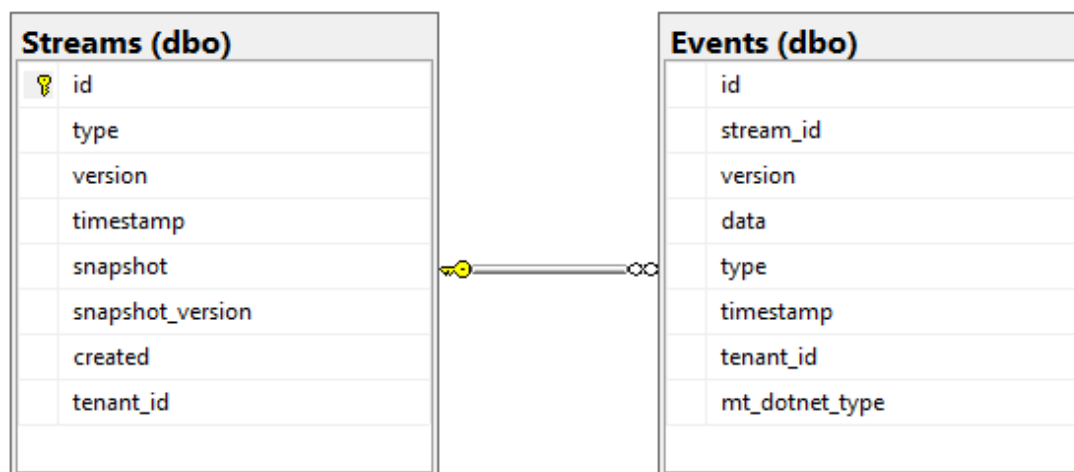 Streams (dbo)
id
type
version
timestamp
snapshot
snapshot_version
created
tenant_id
Events (dbo)
id
stream_id
version
data
type
timestamp
tenant_id
mt_dotnet_type